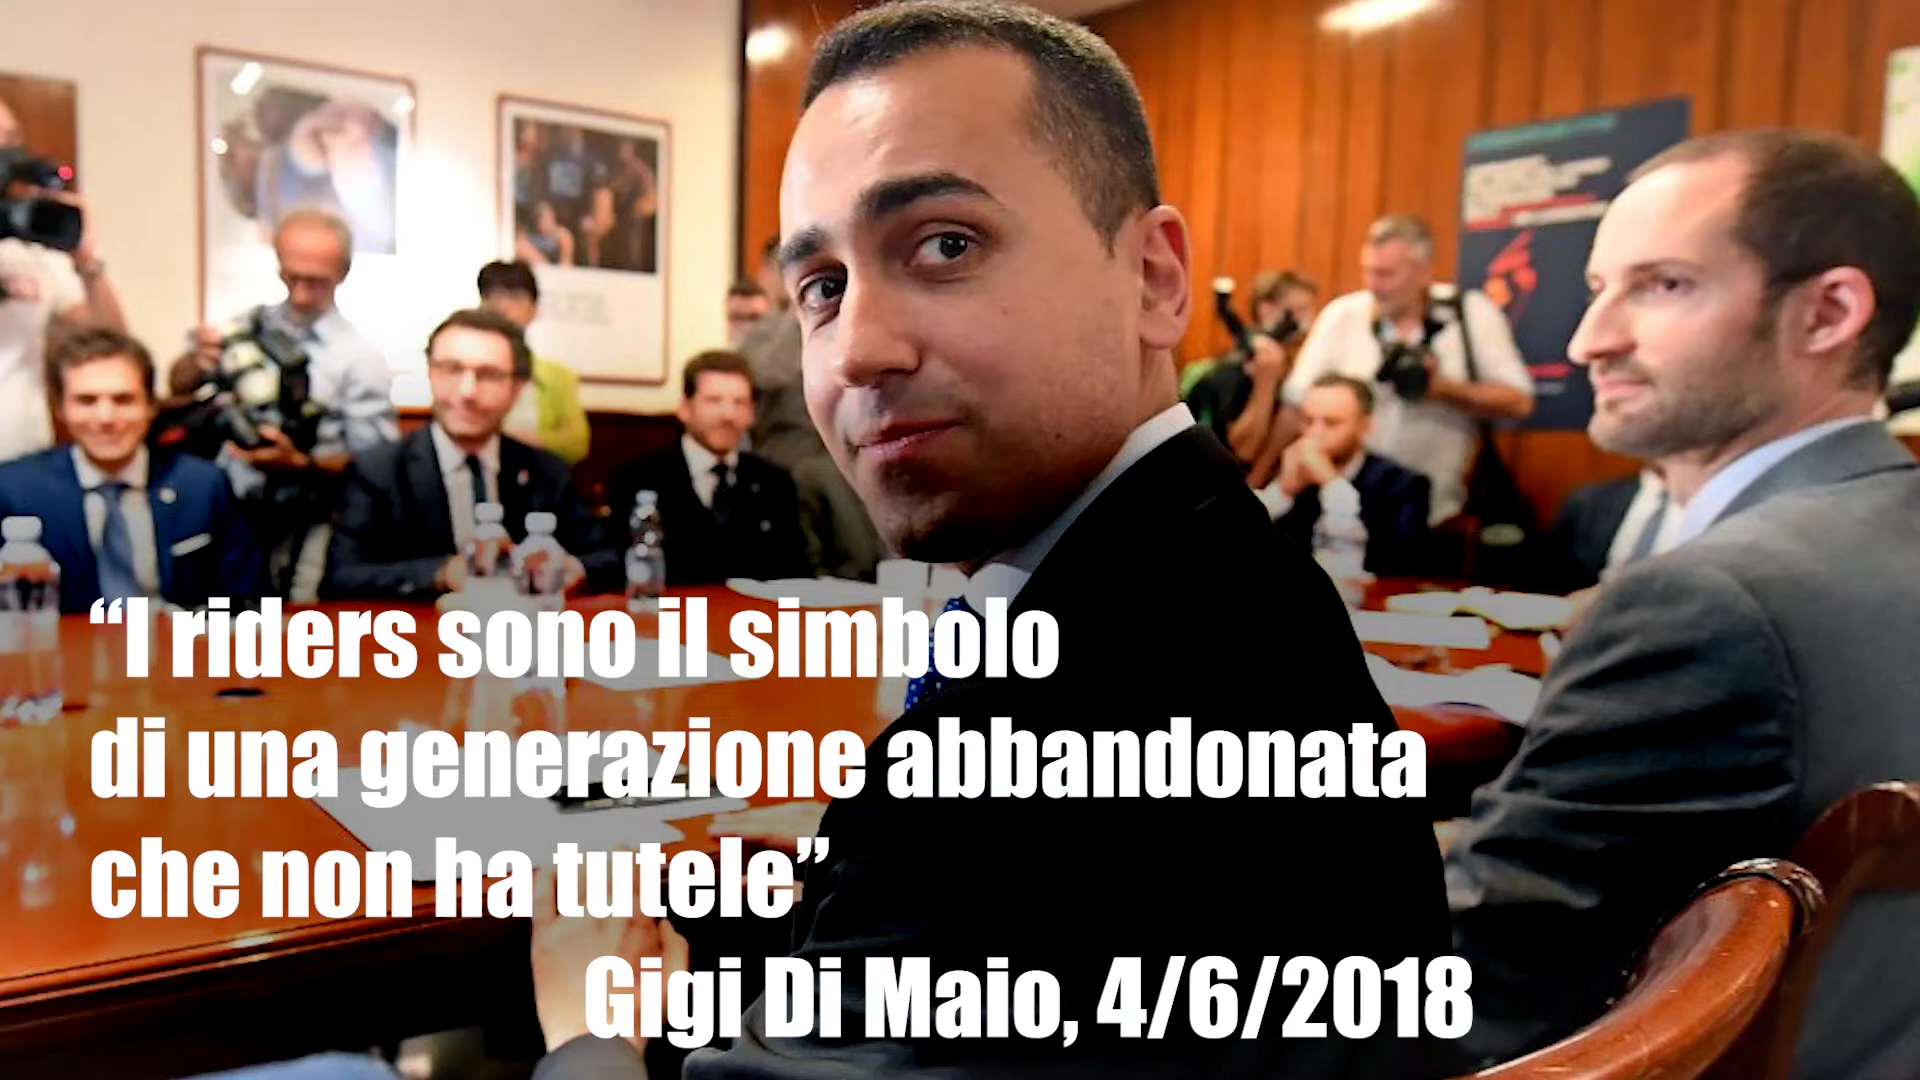 “I riders sono il simbolo
di una generazione abbandonata
che non ha tutele”
Gigi Di Maio, 4/6/2018